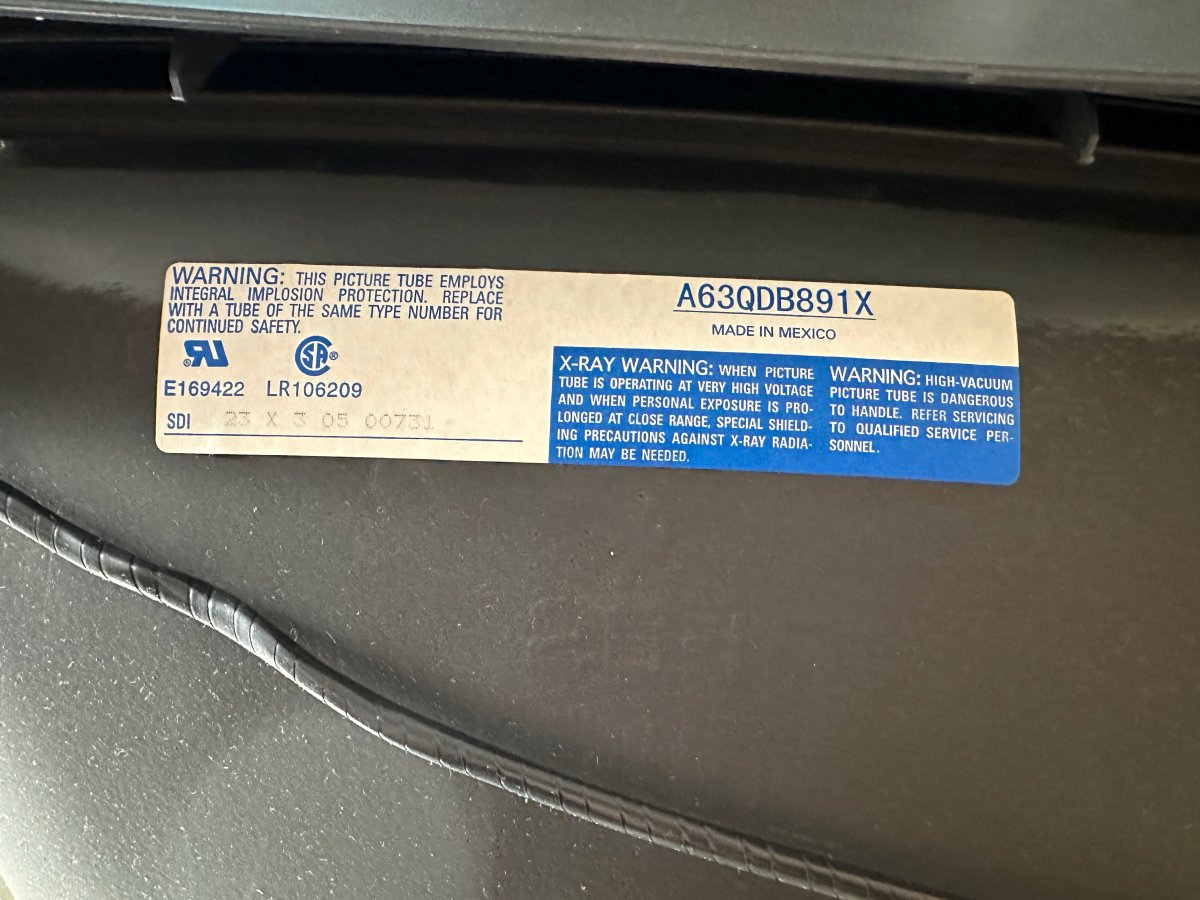 WARNING: THIS PICTURE TUBE EMPLOYS
INTEGRAL IMPLOSION PROTECTION. REPLACE
WITH A TUBE OF THE SAME TYPE NUMBER FOR
CONTINUED SAFETY.
E169422 LR106209
SDI 23 X 3 05 00731
A63QDB891X
MADE IN MEXICO
X-RAY WARNING: WHEN PICTURE
TUBE IS OPERATING AT VERY HIGH VOLTAGE
AND WHEN PERSONAL EXPOSURE IS PRO-
LONGED AT CLOSE RANGE, SPECIAL SHIELD-
ING PRECAUTIONS AGAINST X-RAY RADIA-
TION MAY BE NEEDED.
WARNING: HIGH-VACUUM
PICTURE TUBE IS DANGEROUS
TO HANDLE. REFER SERVICING
TO QUALIFIED SERVICE PER-
SONNEL.